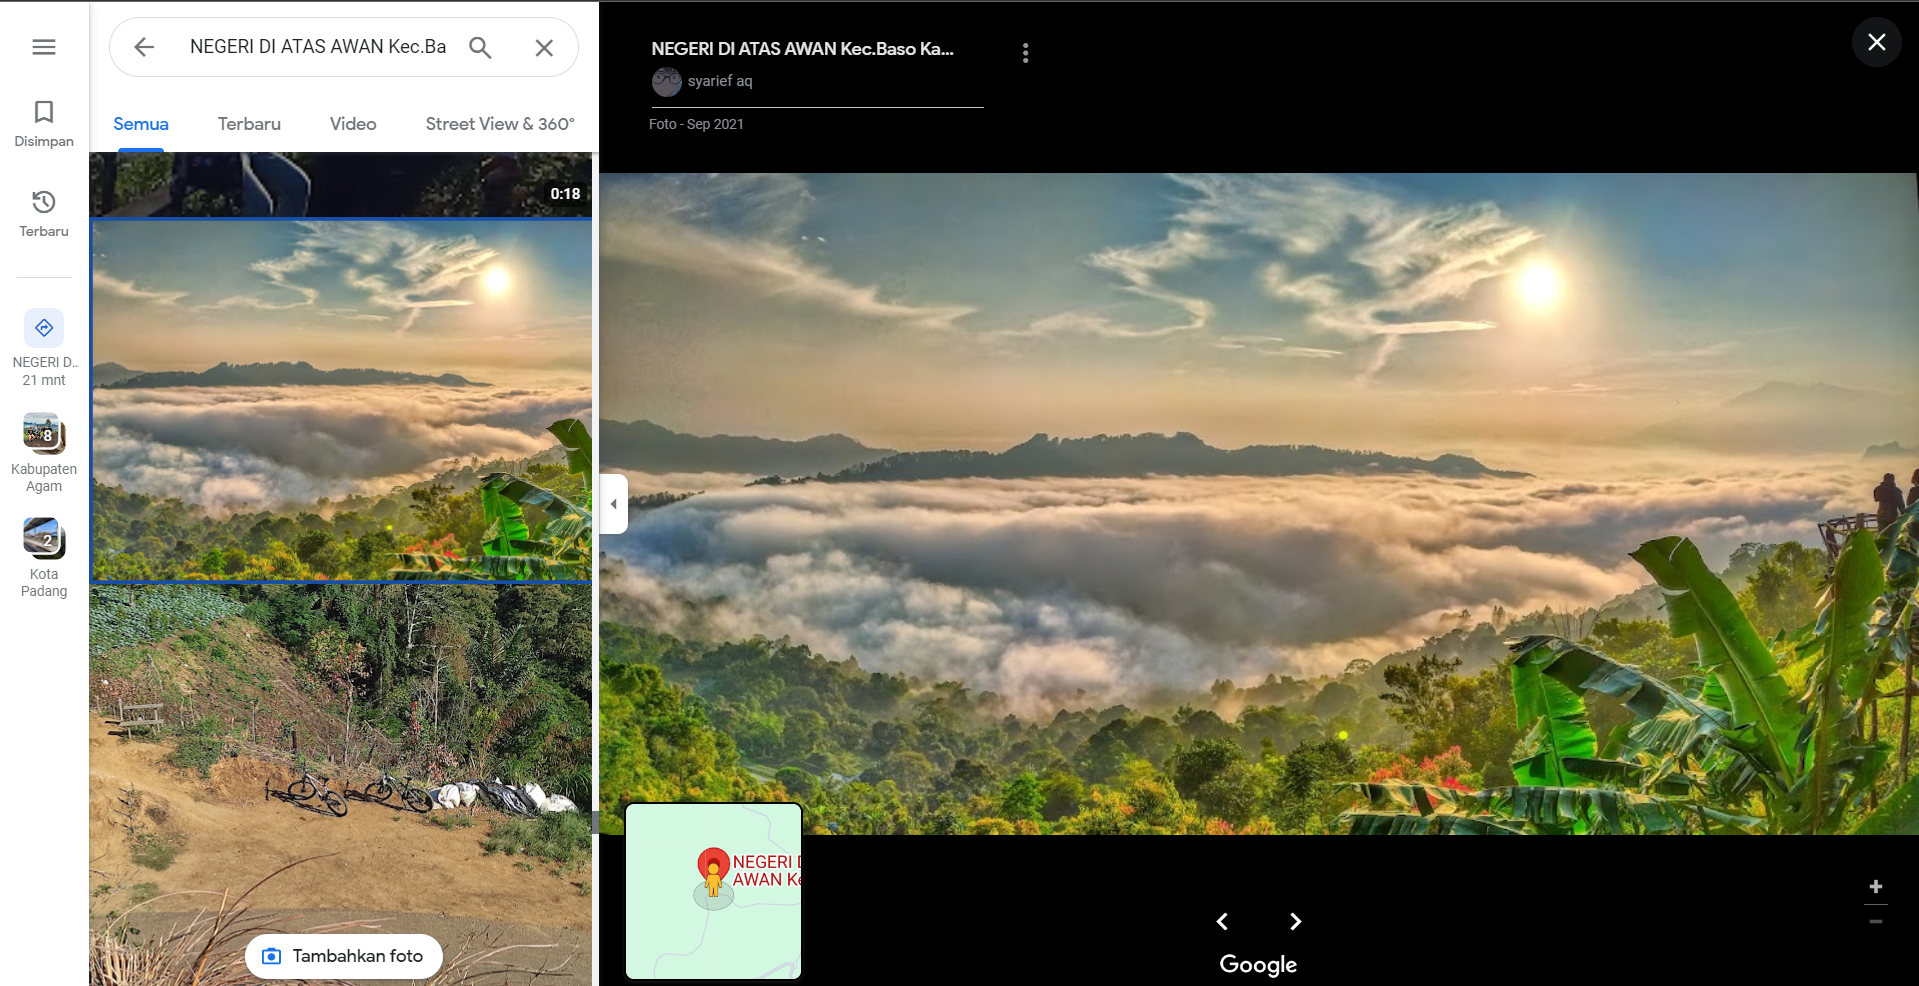 NEGERI DI ATAS AWAN Kec.Ba
Disimpan
Terbaru
NEGERI D...
21 mnt
8
Kabupaten
Agam
2
Kota
Padang
Semua
Terbaru
Video
Street View & 360°
0:18
Tambahkan foto
NEGERI DI ATAS AWAN Kec.Baso Ka...
syarief aq
Foto - Sep 2021
NEGERI D
AWAN Ke
Google